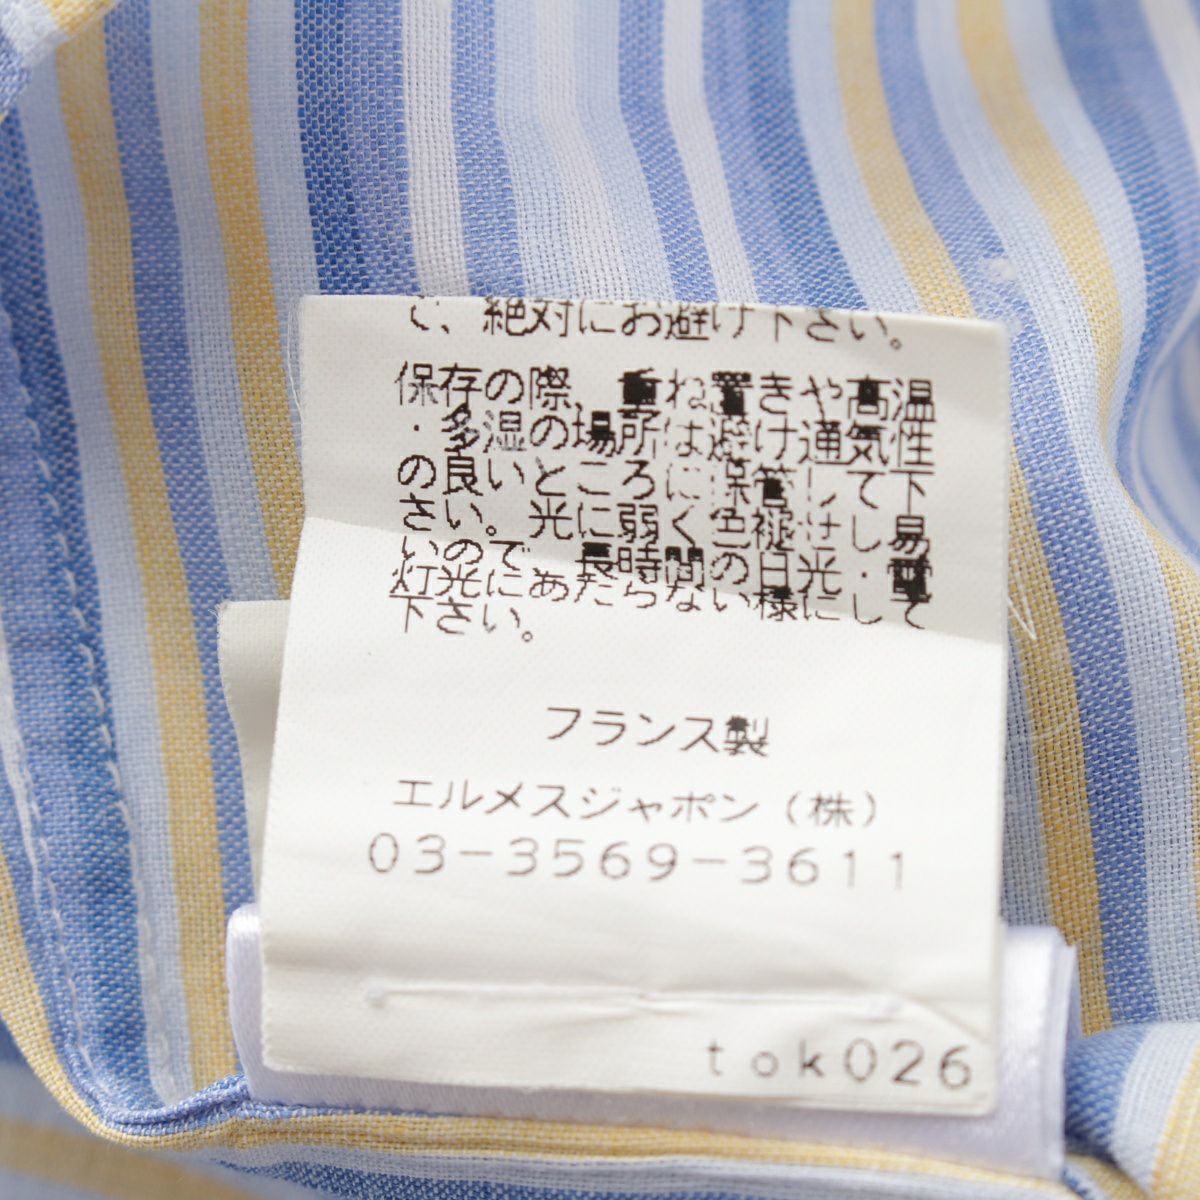 で、絶対にお避け下さい。
保存の際、重ね置きや高温
・多湿の場所は避け通気性
の良いところに保管して下
さい。光に弱く色褪せし易
いので、長時間の日光・電
灯光にあたらない様にして
下さい。
フランス製
エルメスジャポン（株）
03-3569-3611
tok026